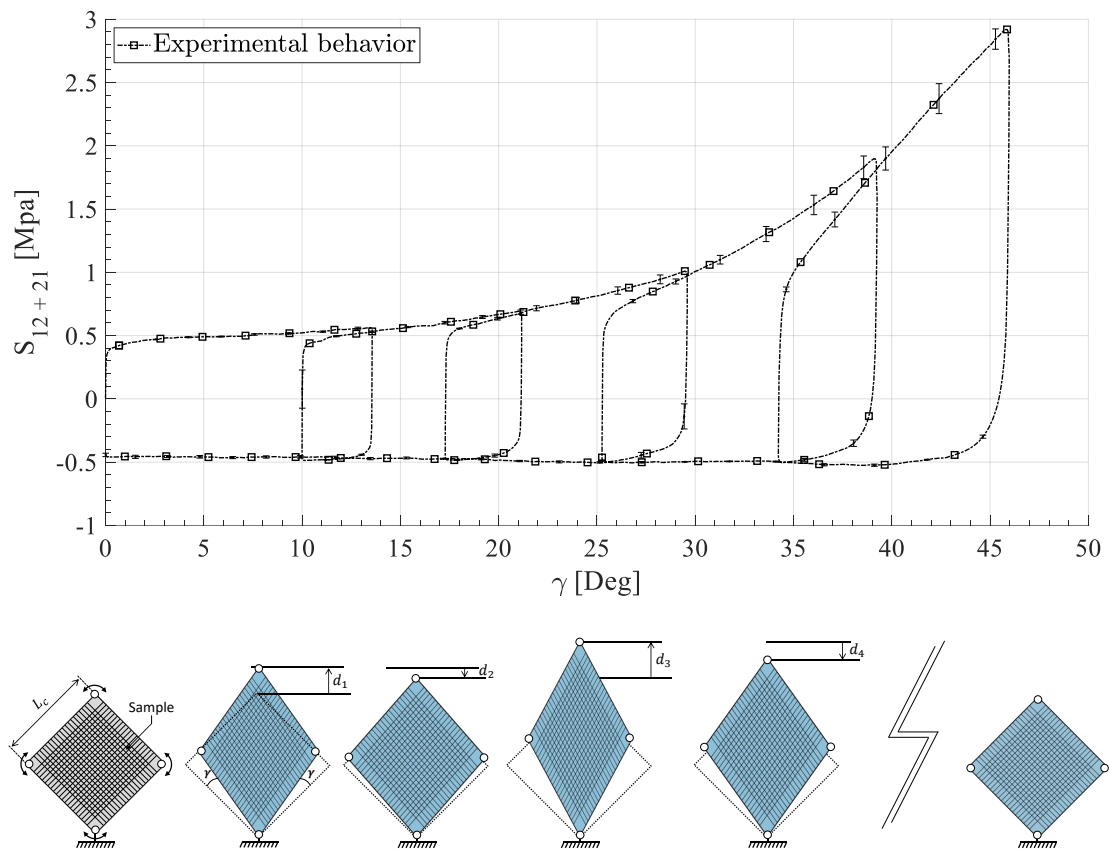 3
Experimental behavior
2.5
2
1.5
1
0.5
0
-0.5
-1
S12 + 21 [Mpa]
0 5 10 15 20 25 30 35 40 45 50
γ [Deg]
Lc
Sample
γ γ
d1
d2
d3
d4